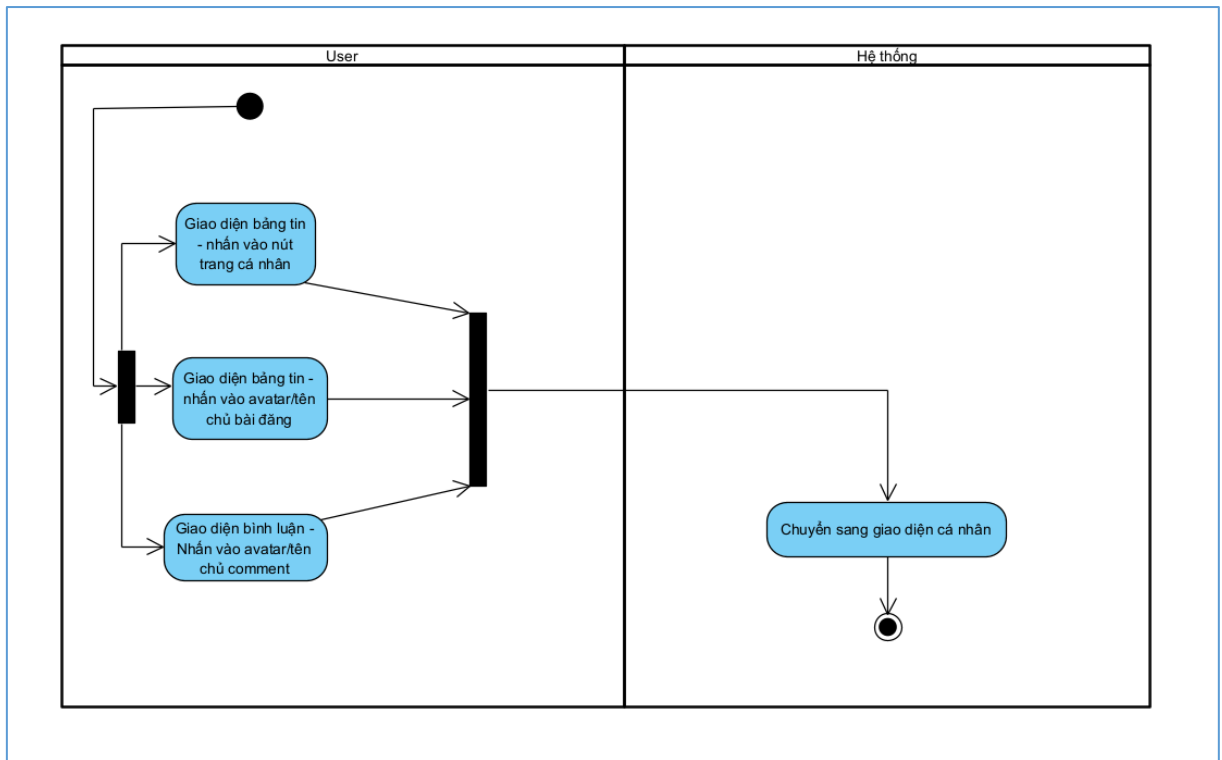 User
Hệ thống
Giao diện bảng tin
- nhấn vào nút
trang cá nhân
Giao diện bảng tin -
nhấn vào avatar/tên
chủ bài đăng
Giao diện bình luận -
Nhấn vào avatar/tên
chủ comment
Chuyển sang giao diện cá nhân